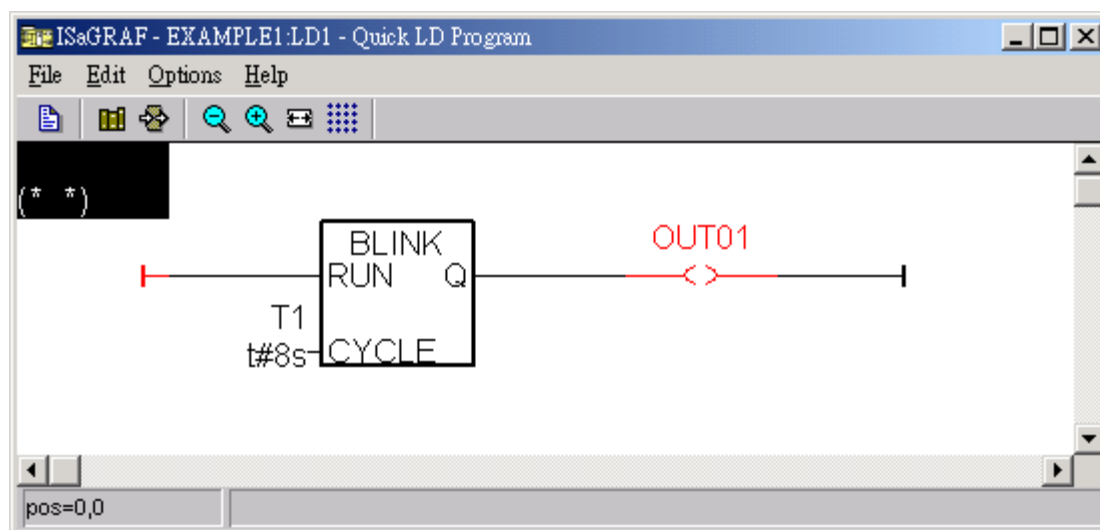 ISaGRAF - EXAMPLE1:LD1 - Quick LD Program
File Edit Options Help
(* *)
BLINK
OUT01
RUN Q
T1
t#8s CYCLE
pos=0,0